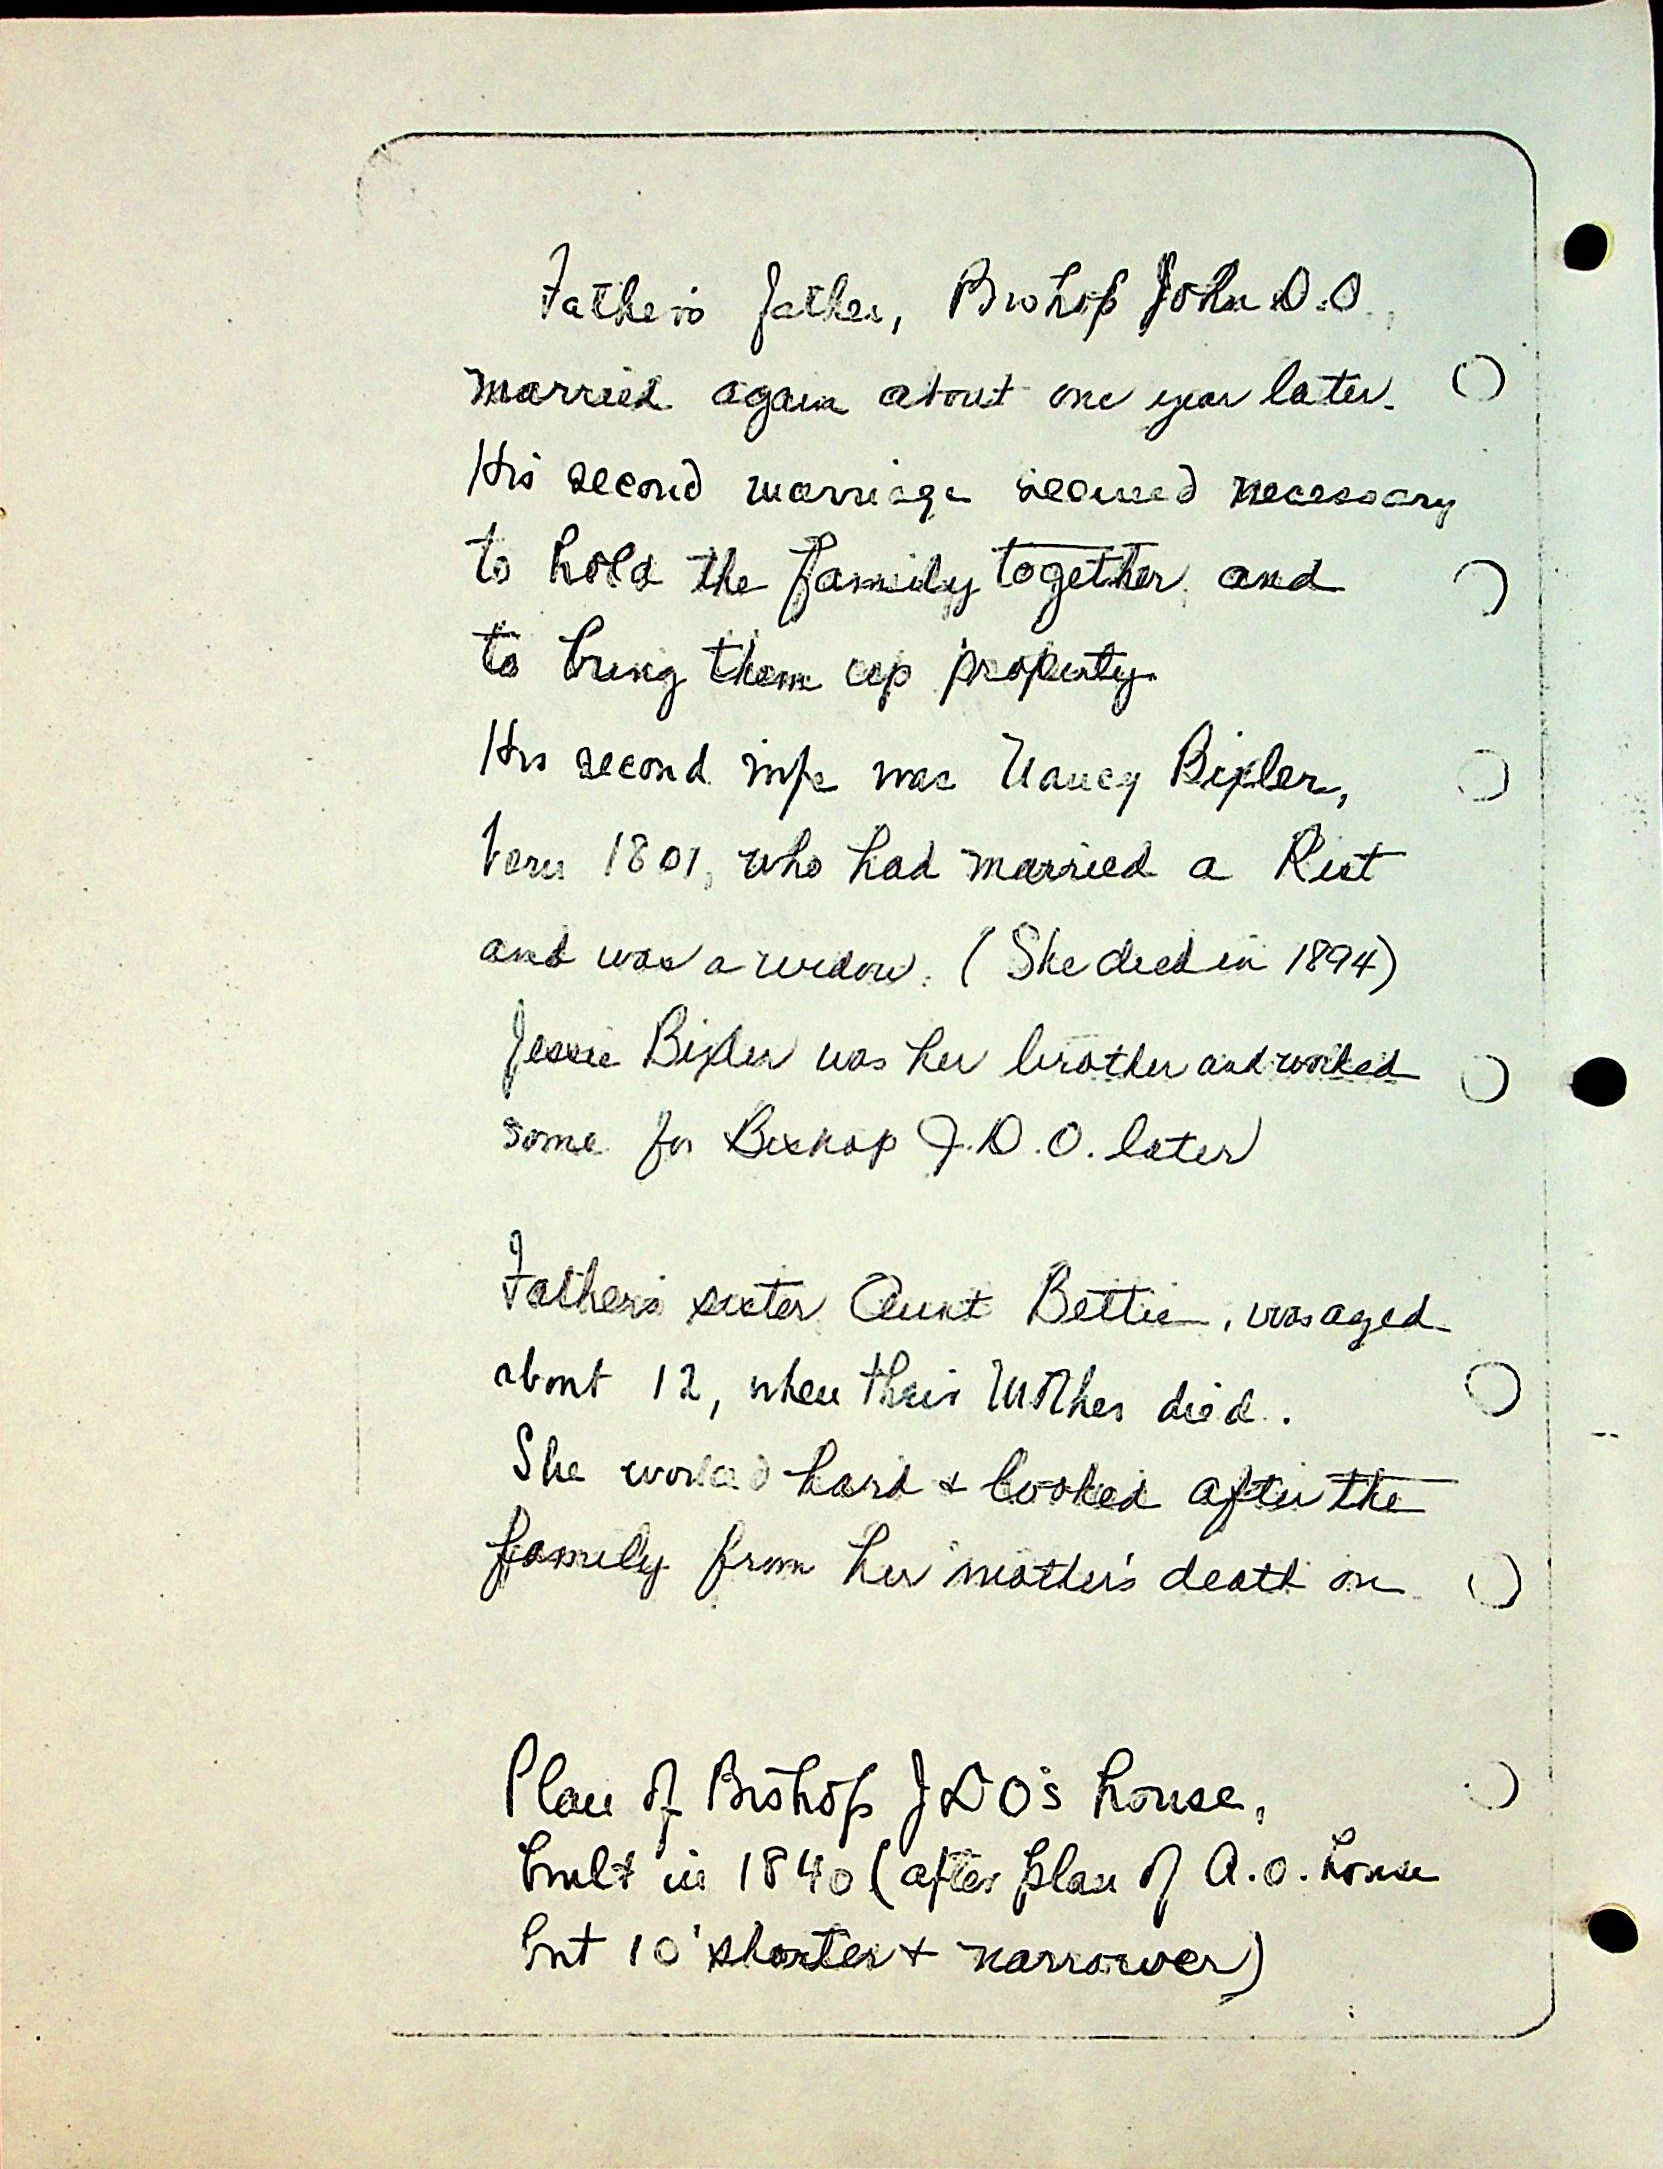 Father's father, Bishop John D.O.,
married again about one year later.
His second marriage seemed necessary
to hold the family together and
to bring them up property.
His second wife was Nancy Bixler,
born 1801, who had married a Rist
and was a widow. (She died in 1894)
Jessie Bixler was her brother and worked
some for Bishop J.D.O. later
Father's sister Aunt Bettie, was aged
about 12, when their Mother died.
She worked hard & looked after the
family from her mother's death on
Plan of Bishop JDO's house,
built in 1840 (after plan of A.O. house
but 10' shorter & narrower)